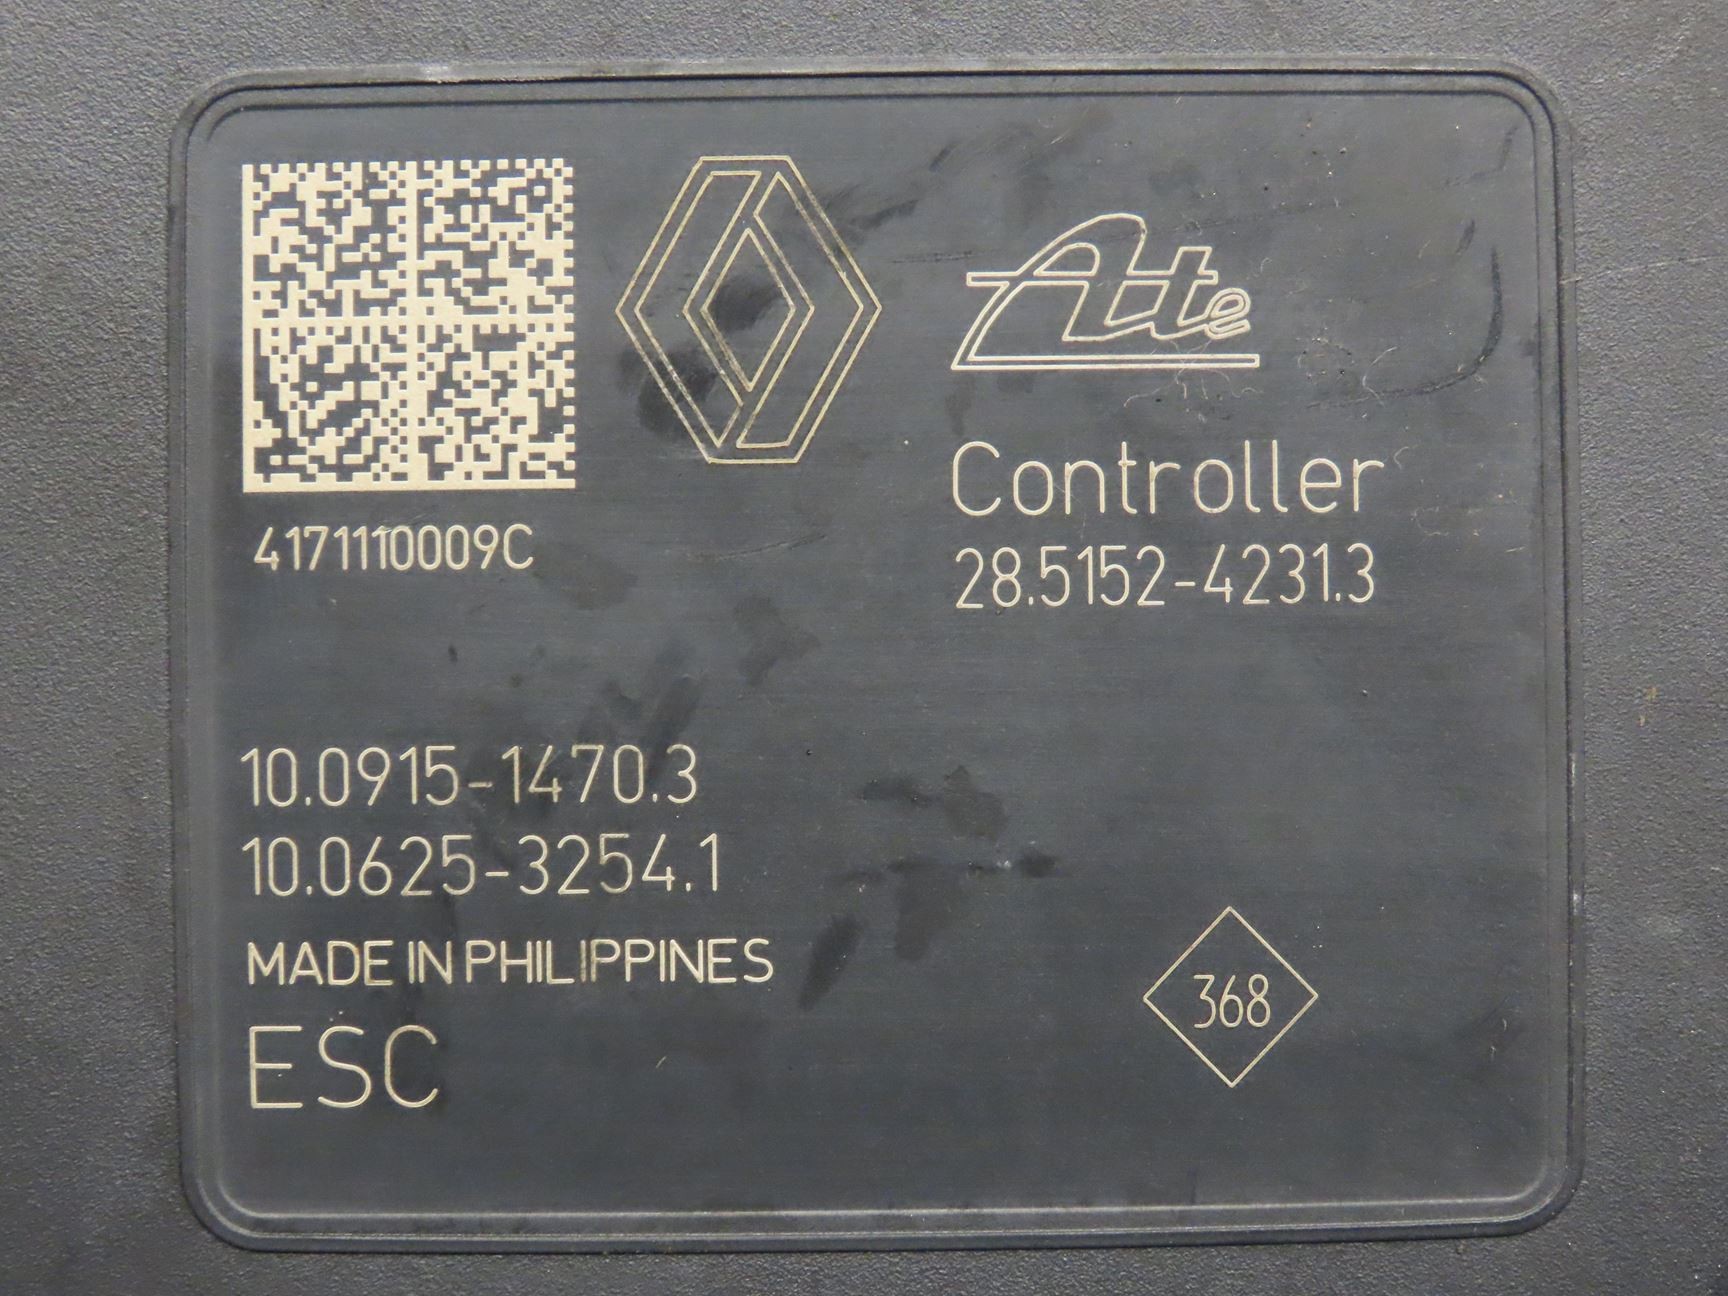 Ate
4171110009C
Controller
28.5152-4231.3
10.0915-1470.3
10.0625-3254.1
MADE IN PHILIPPINES
ESC
368